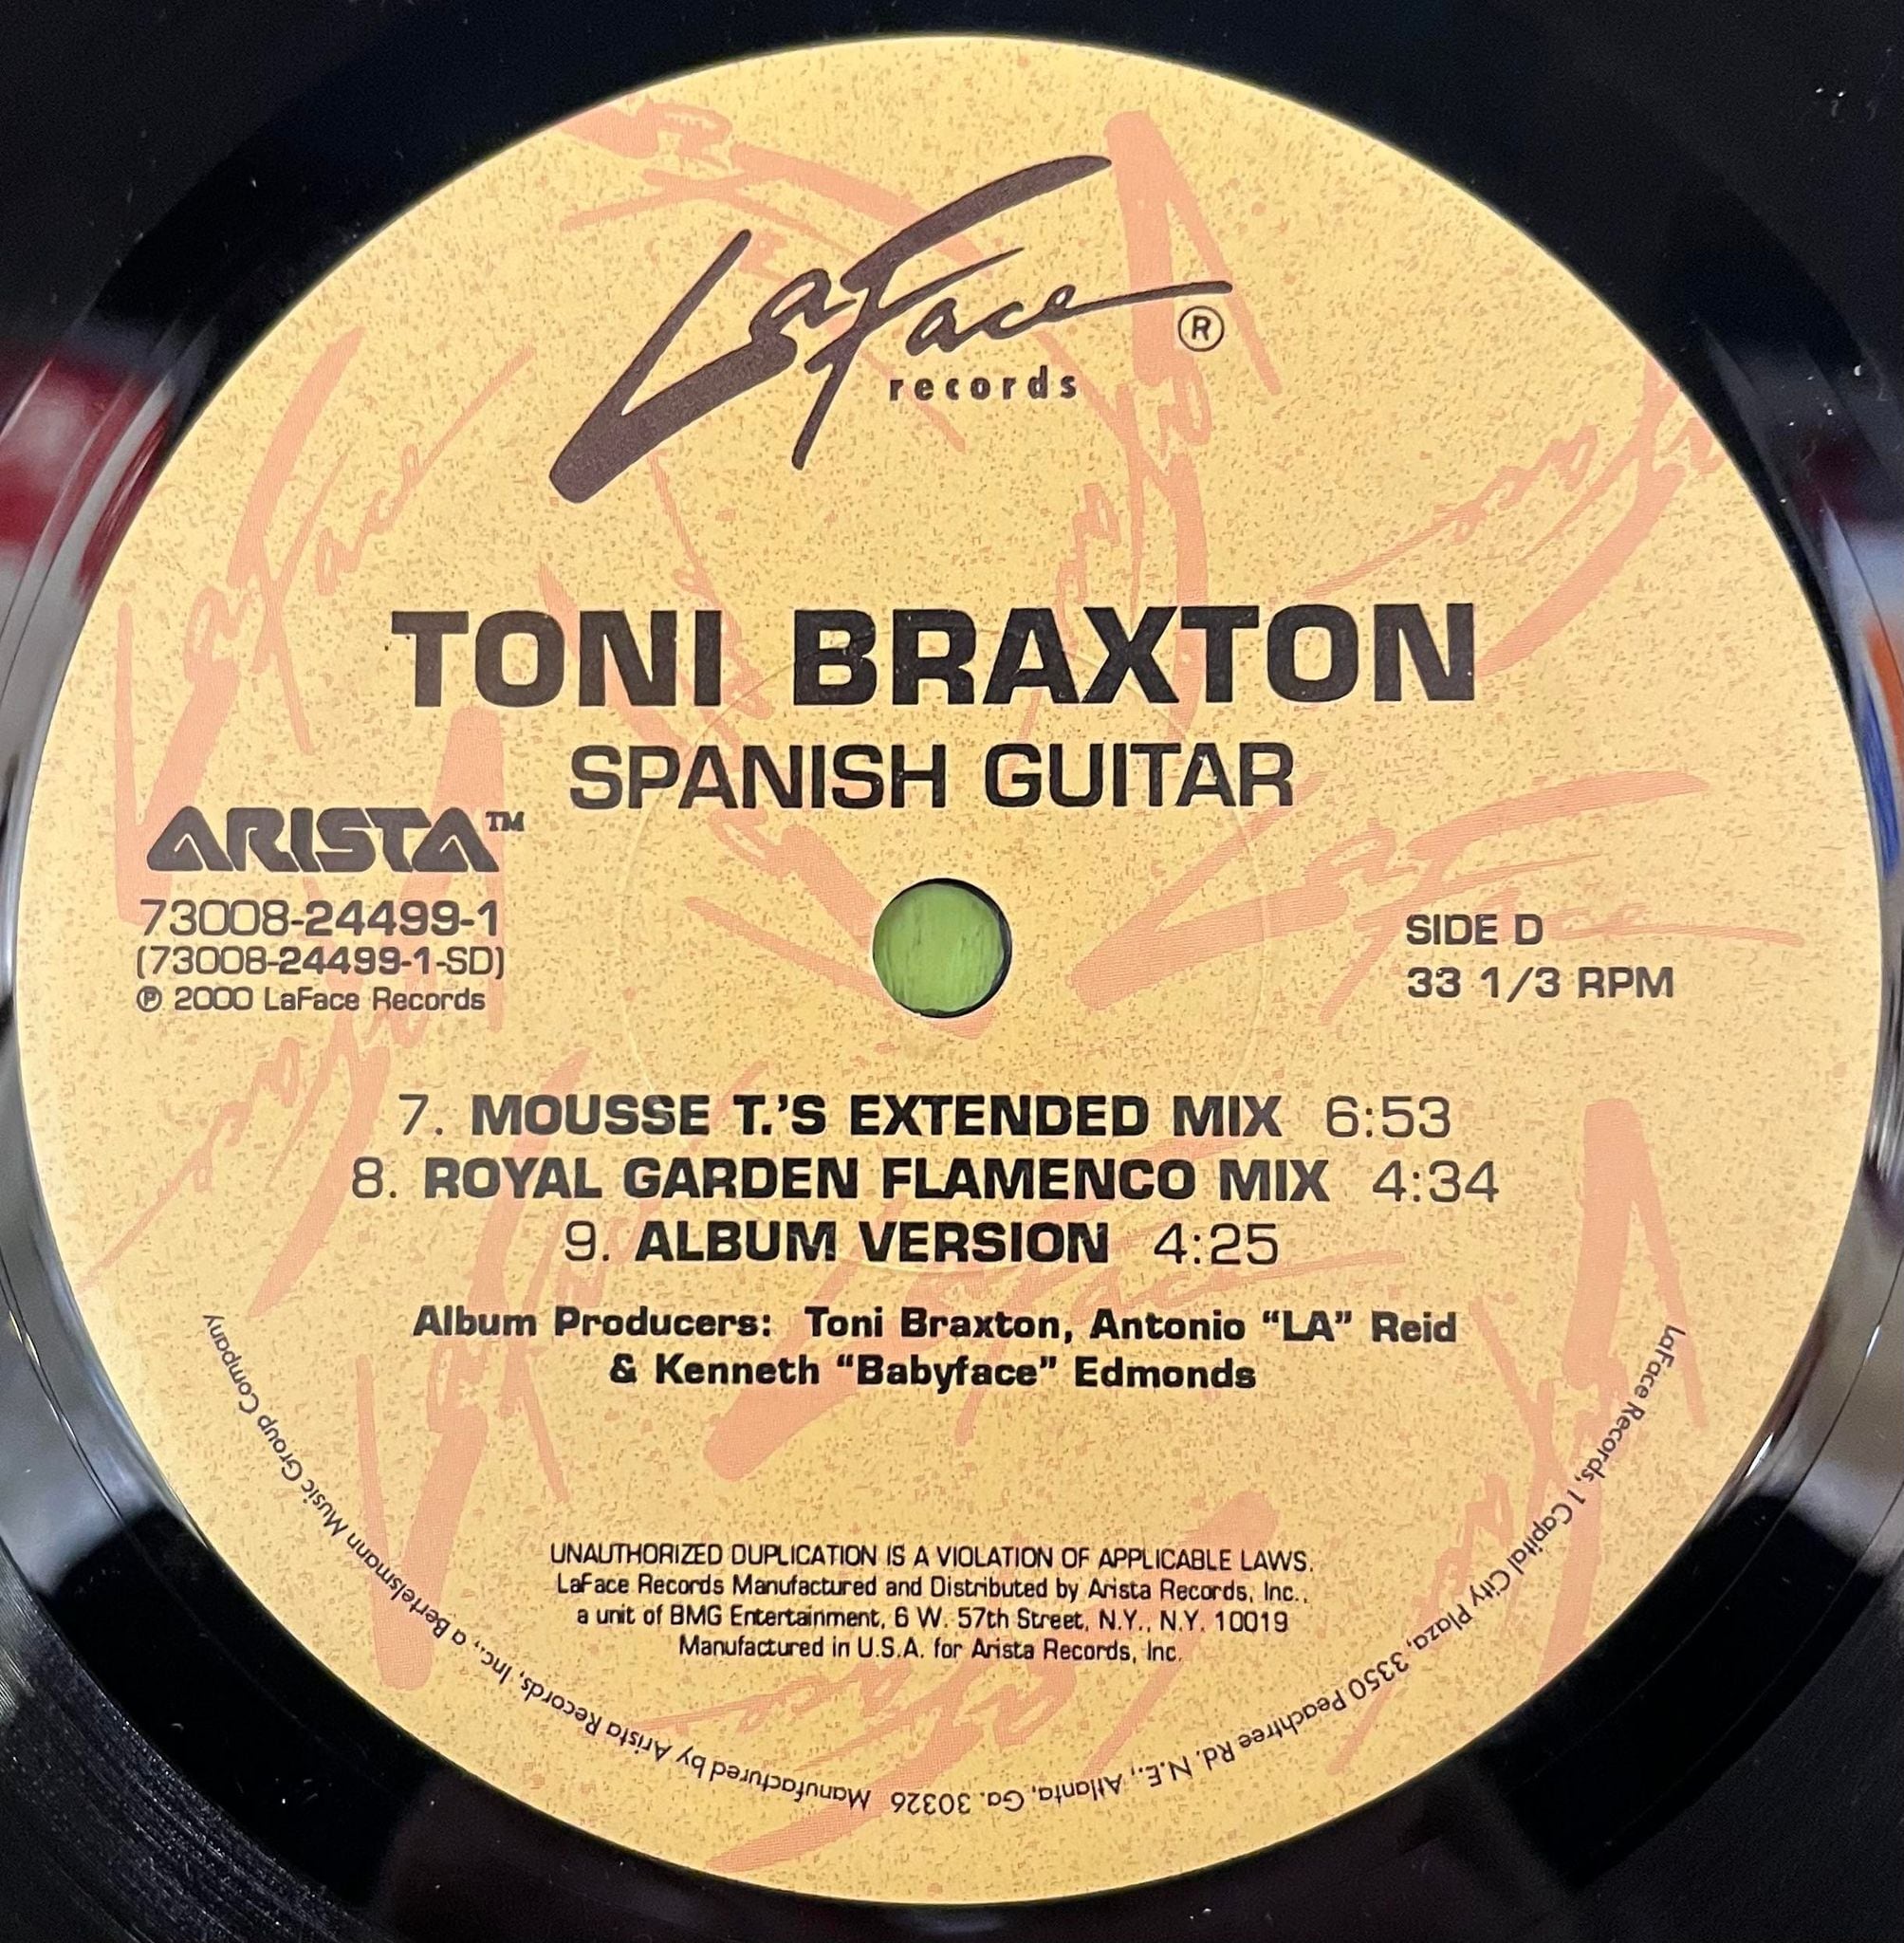 LaFace
records
®
TONI BRAXTON
SPANISH GUITAR
ARISTA™
73008-24499-1
(73008-24499-1-SD)
℗ 2000 LaFace Records
SIDE D
33 1/3 RPM
7. MOUSSE T.'S EXTENDED MIX 6:53
8. ROYAL GARDEN FLAMENCO MIX 4:34
9. ALBUM VERSION 4:25
Album Producers: Toni Braxton, Antonio “LA” Reid
& Kenneth “Babyface” Edmonds
UNAUTHORIZED DUPLICATION IS A VIOLATION OF APPLICABLE LAWS.
LaFace Records Manufactured and Distributed by Arista Records, Inc.,
a unit of BMG Entertainment, 6 W. 57th Street, N.Y., N.Y. 10019
Manufactured in U.S.A. for Arista Records, Inc.
LaFace Records, 1 Capital City Plaza, 3350 Peachtree Rd. N.E., Atlanta, Ga. 30326 Manufactured by Arista Records, Inc., a Bertelsmann Music Group Company